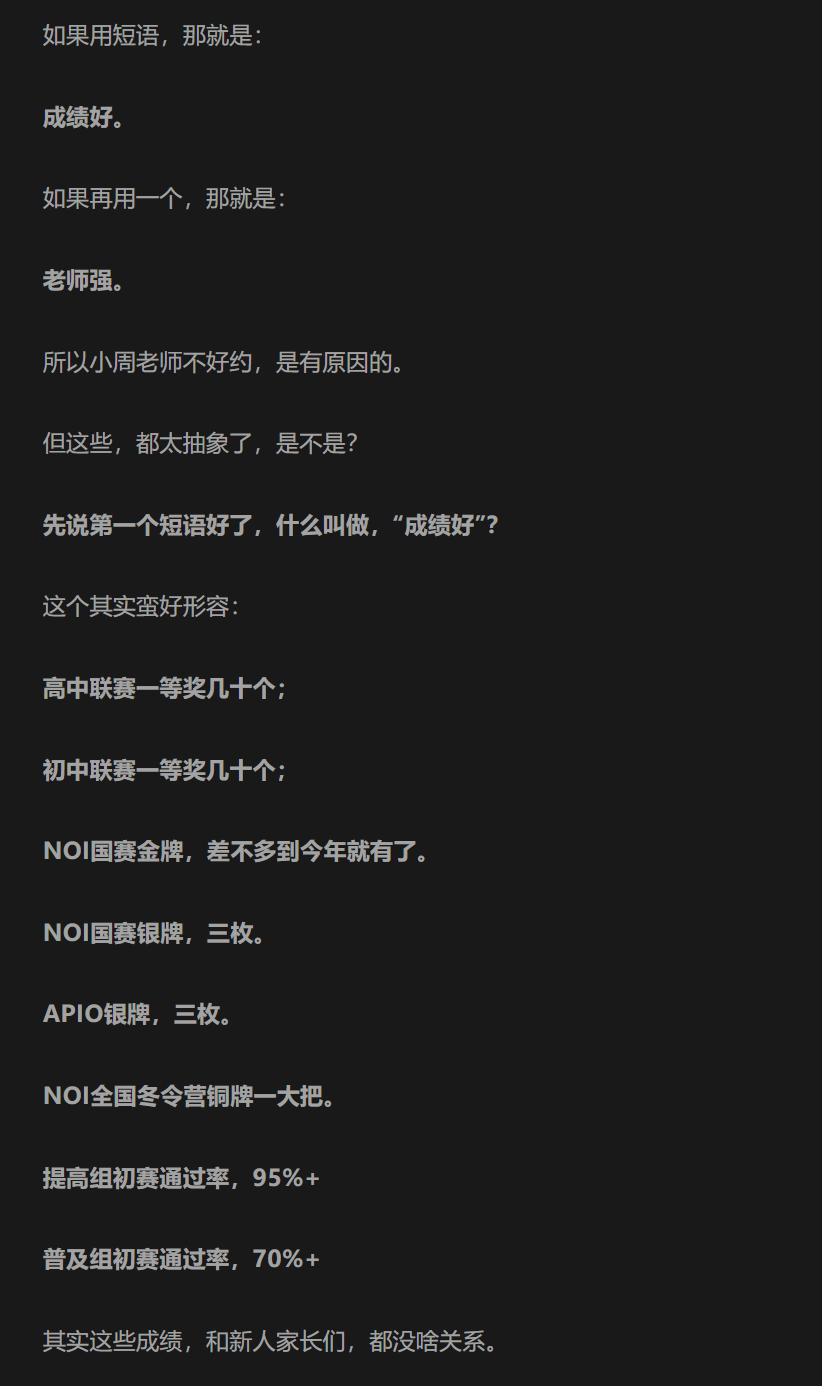 如果用短语，那就是：
成绩好。
如果再用一个，那就是：
老师强。
所以小周老师不好约，是有原因的。
但这些，都太抽象了，是不是？
先说第一个短语好了，什么叫做，“成绩好”？
这个其实蛮好形容：
高中联赛一等奖几十个；
初中联赛一等奖几十个；
NOI国赛金牌，差不多到今年就有了。
NOI国赛银牌，三枚。
APIO银牌，三枚。
NOI全国冬令营铜牌一大把。
提高组初赛通过率，95%+
普及组初赛通过率，70%+
其实这些成绩，和新人家长们，都没啥关系。